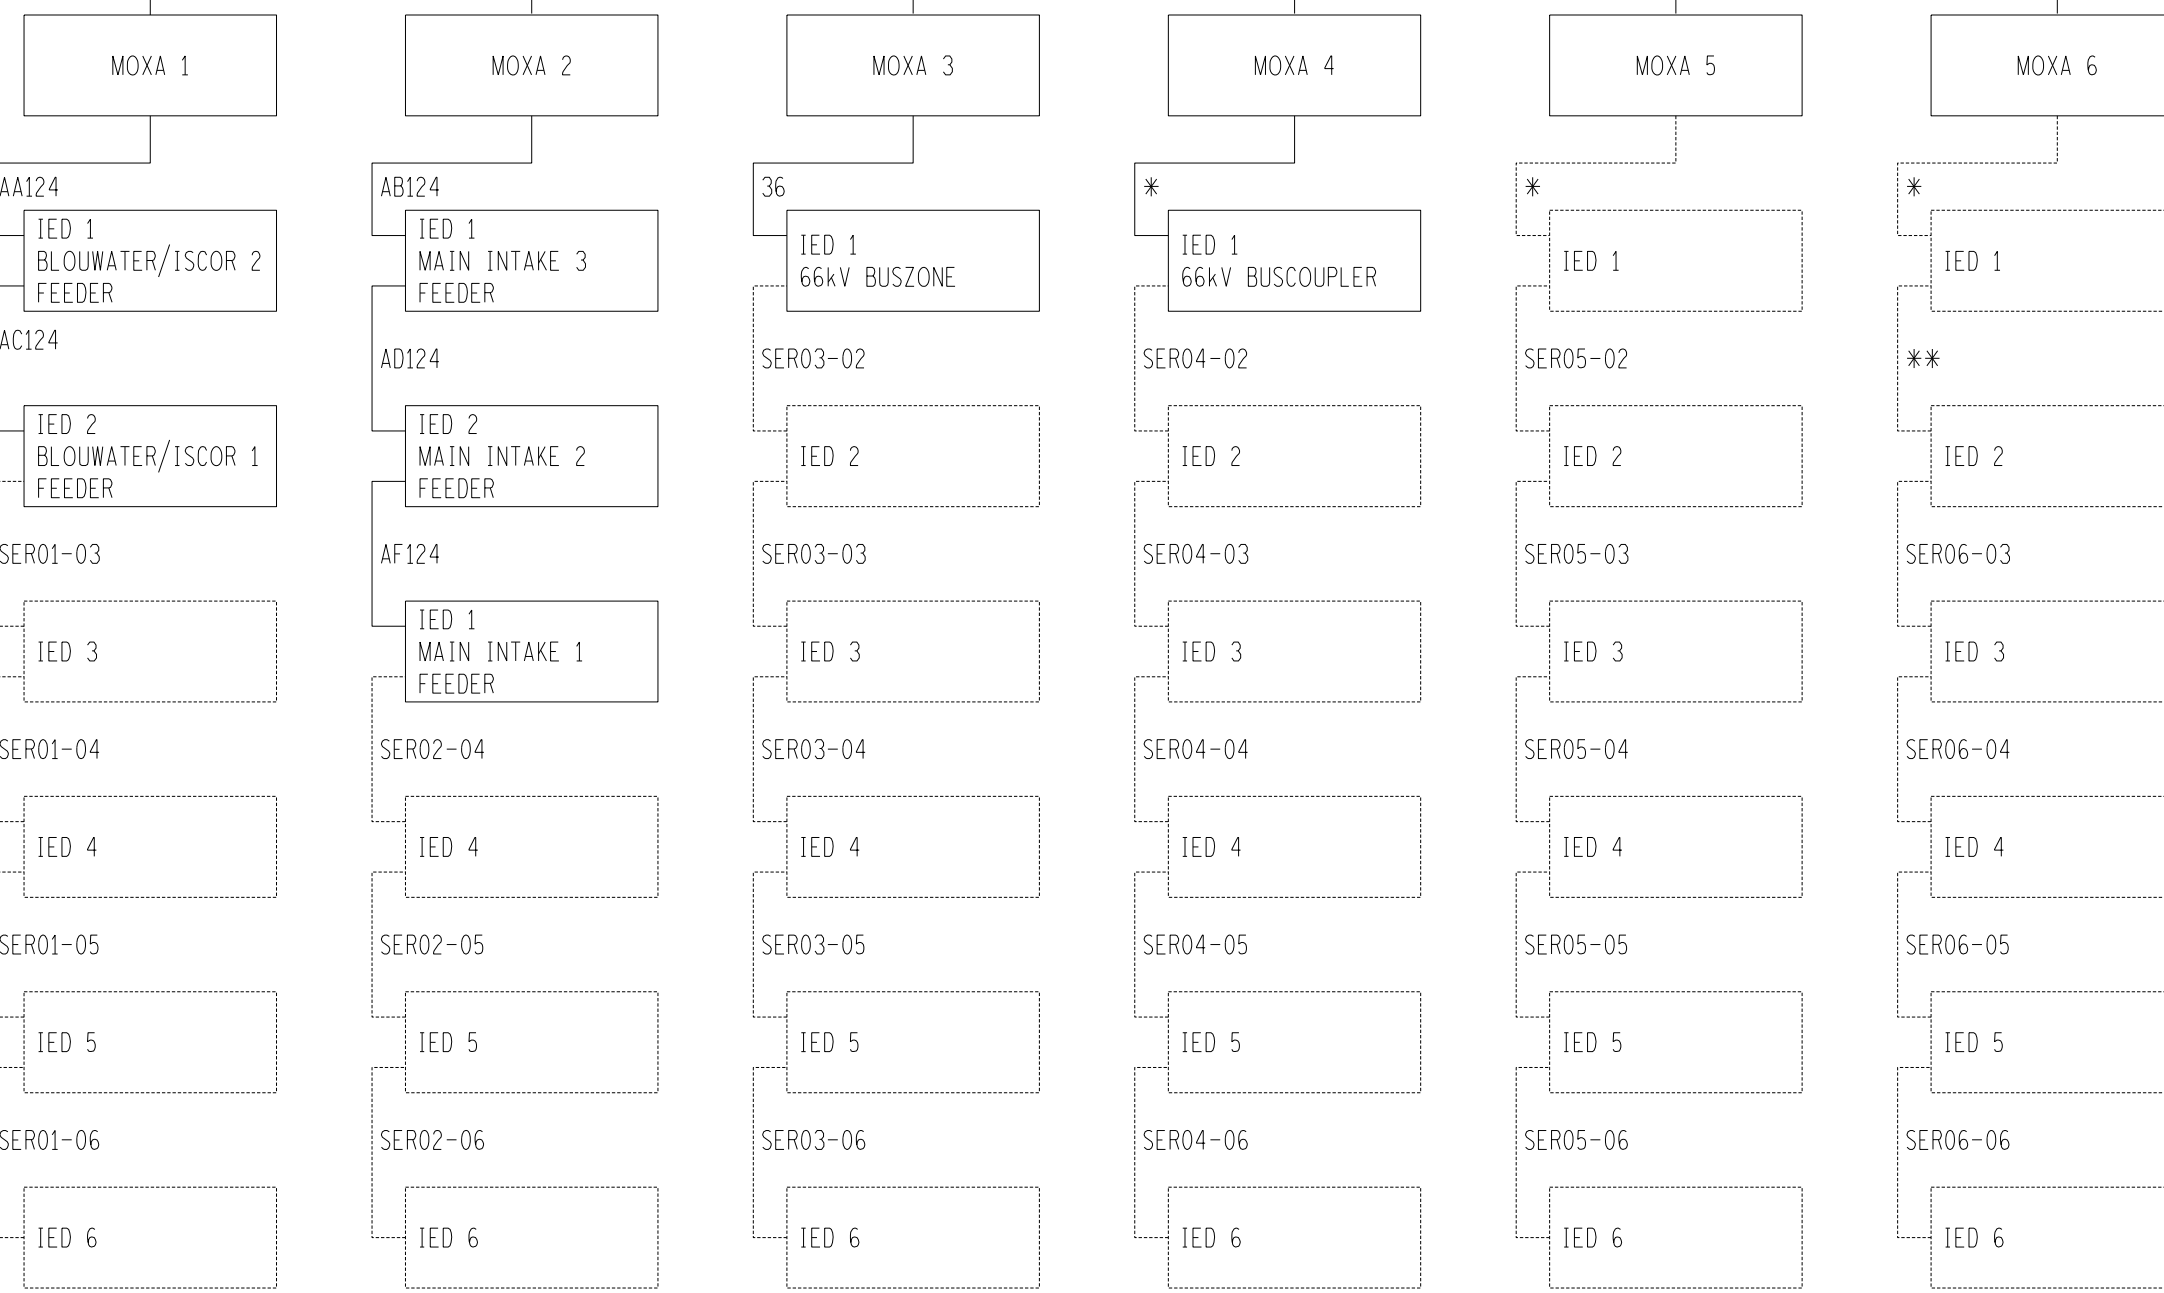 MOXA 1
AA124
IED 1
BLOUWATER/ISCOR 2
FEEDER
AC124
IED 2
BLOUWATER/ISCOR 1
FEEDER
SER01-03
IED 3
SER01-04
IED 4
SER01-05
IED 5
SER01-06
IED 6
MOXA 2
AB124
IED 1
MAIN INTAKE 3
FEEDER
AD124
IED 2
MAIN INTAKE 2
FEEDER
AF124
IED 1
MAIN INTAKE 1
FEEDER
SER02-04
IED 4
SER02-05
IED 5
SER02-06
IED 6
MOXA 3
36
IED 1
66kV BUSZONE
SER03-02
IED 2
SER03-03
IED 3
SER03-04
IED 4
SER03-05
IED 5
SER03-06
IED 6
MOXA 4
*
IED 1
66kV BUSCOUPLER
SER04-02
IED 2
SER04-03
IED 3
SER04-04
IED 4
SER04-05
IED 5
SER04-06
IED 6
MOXA 5
*
IED 1
SER05-02
IED 2
SER05-03
IED 3
SER05-04
IED 4
SER05-05
IED 5
SER05-06
IED 6
MOXA 6
*
IED 1
**
IED 2
SER06-03
IED 3
SER06-04
IED 4
SER06-05
IED 5
SER06-06
IED 6